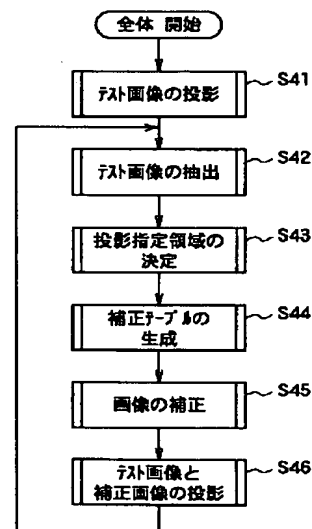 全体 開始
テスト画像の投影
S41
テスト画像の抽出
S42
投影指定領域の
決定
S43
補正テーブルの
生成
S44
画像の補正
S45
テスト画像と
補正画像の投影
S46